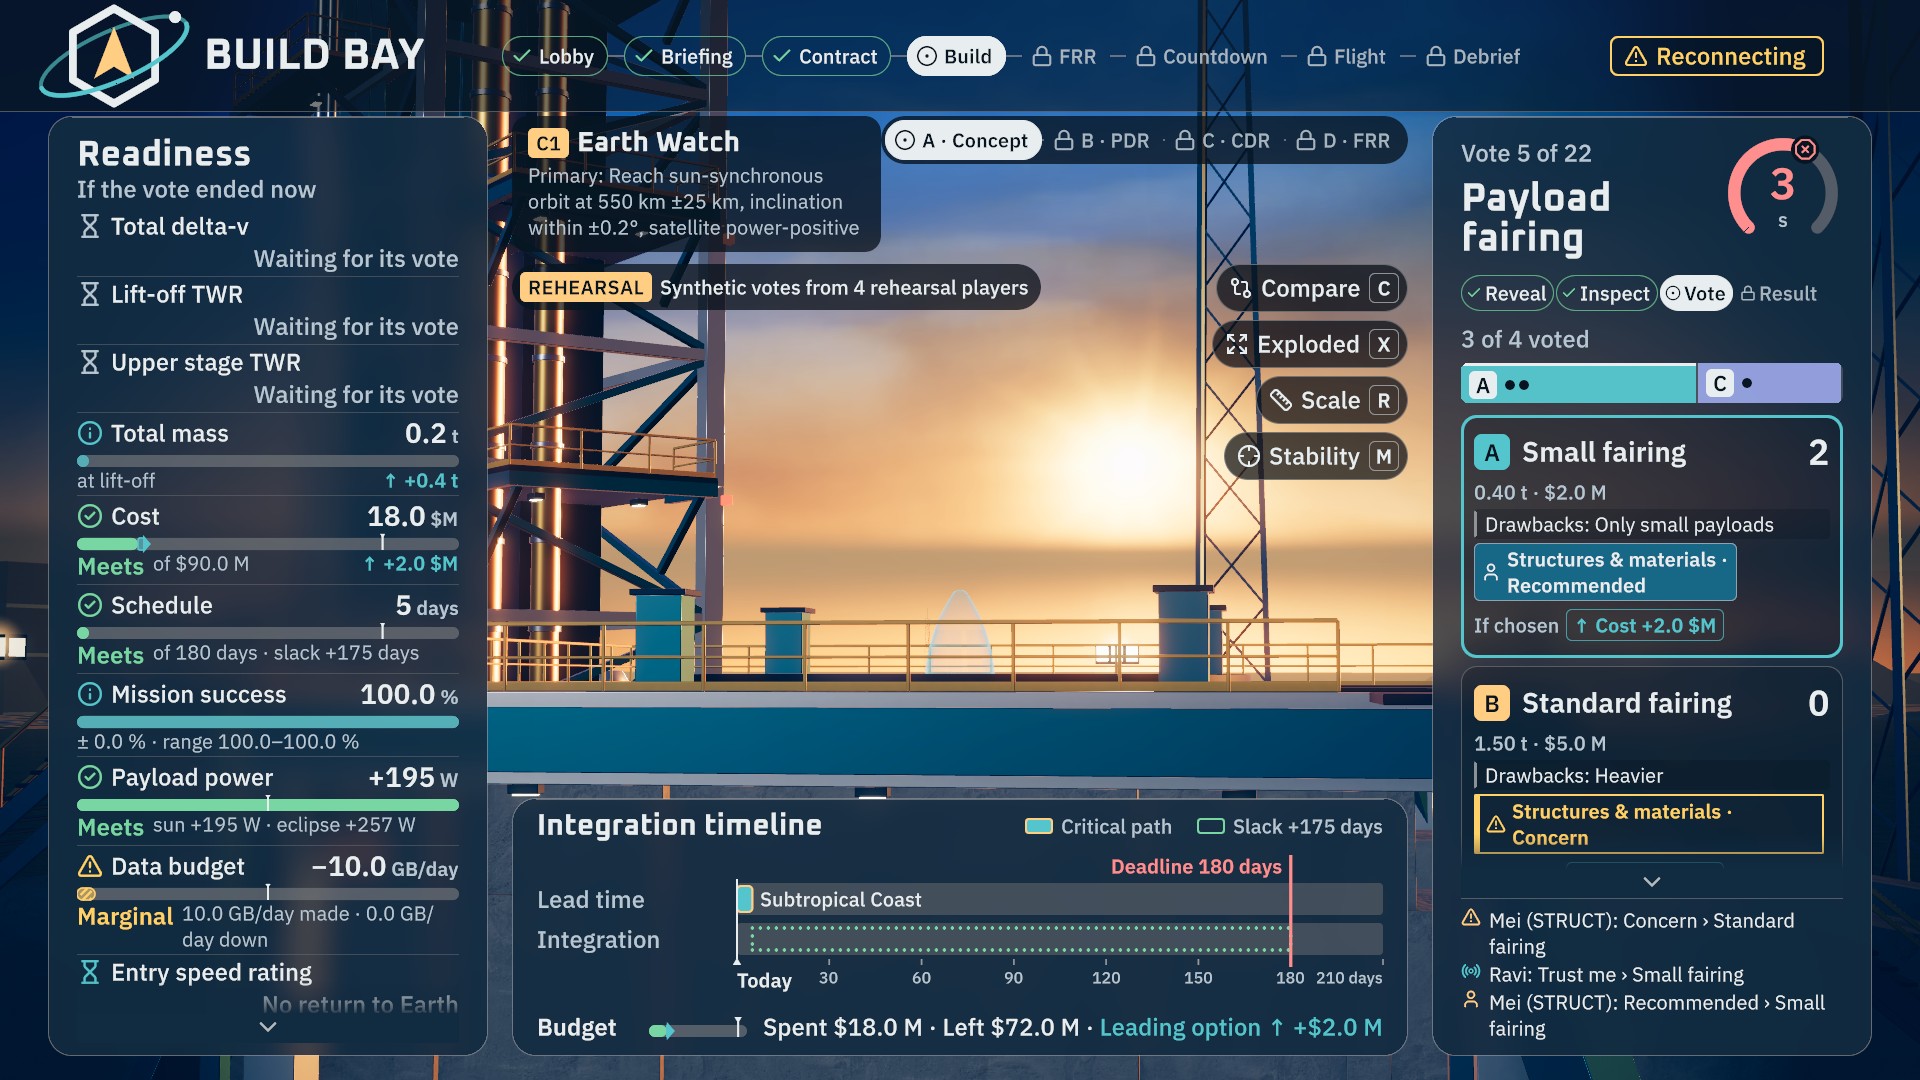 BUILD BAY
Lobby
Briefing
Contract
Build
FRR
Countdown
Flight
Debrief
Reconnecting
Readiness
If the vote ended now
Total delta-v
Waiting for its vote
Lift-off TWR
Waiting for its vote
Upper stage TWR
Waiting for its vote
Total mass 0.2 t
at lift-off ↑ +0.4 t
Cost 18.0 $M
Meets of $90.0 M ↑ +2.0 $M
Schedule 5 days
Meets of 180 days · slack +175 days
Mission success 100.0 %
± 0.0 % · range 100.0–100.0 %
Payload power +195 W
Meets sun +195 W · eclipse +257 W
Data budget −10.0 GB/day
Marginal 10.0 GB/day made · 0.0 GB/
day down
Entry speed rating
No return to Earth
C1 Earth Watch
Primary: Reach sun-synchronous
orbit at 550 km ±25 km, inclination
within ±0.2°, satellite power-positive
A · Concept
B · PDR
C · CDR
D · FRR
REHEARSAL Synthetic votes from 4 rehearsal players
Compare C
Exploded X
Scale R
Stability M
Integration timeline
Critical path
Slack +175 days
Deadline 180 days
Lead time Subtropical Coast
Integration
Today 30 60 90 120 150 180 210 days
Budget Spent $18.0 M · Left $72.0 M · Leading option ↑ +$2.0 M
Vote 5 of 22
Payload
fairing
3
s
Reveal
Inspect
Vote
Result
3 of 4 voted
A
C
A Small fairing 2
0.40 t · $2.0 M
Drawbacks: Only small payloads
Structures & materials ·
Recommended
If chosen ↑ Cost +2.0 $M
B Standard fairing 0
1.50 t · $5.0 M
Drawbacks: Heavier
Structures & materials ·
Concern
Mei (STRUCT): Concern › Standard
fairing
Ravi: Trust me › Small fairing
Mei (STRUCT): Recommended › Small
fairing